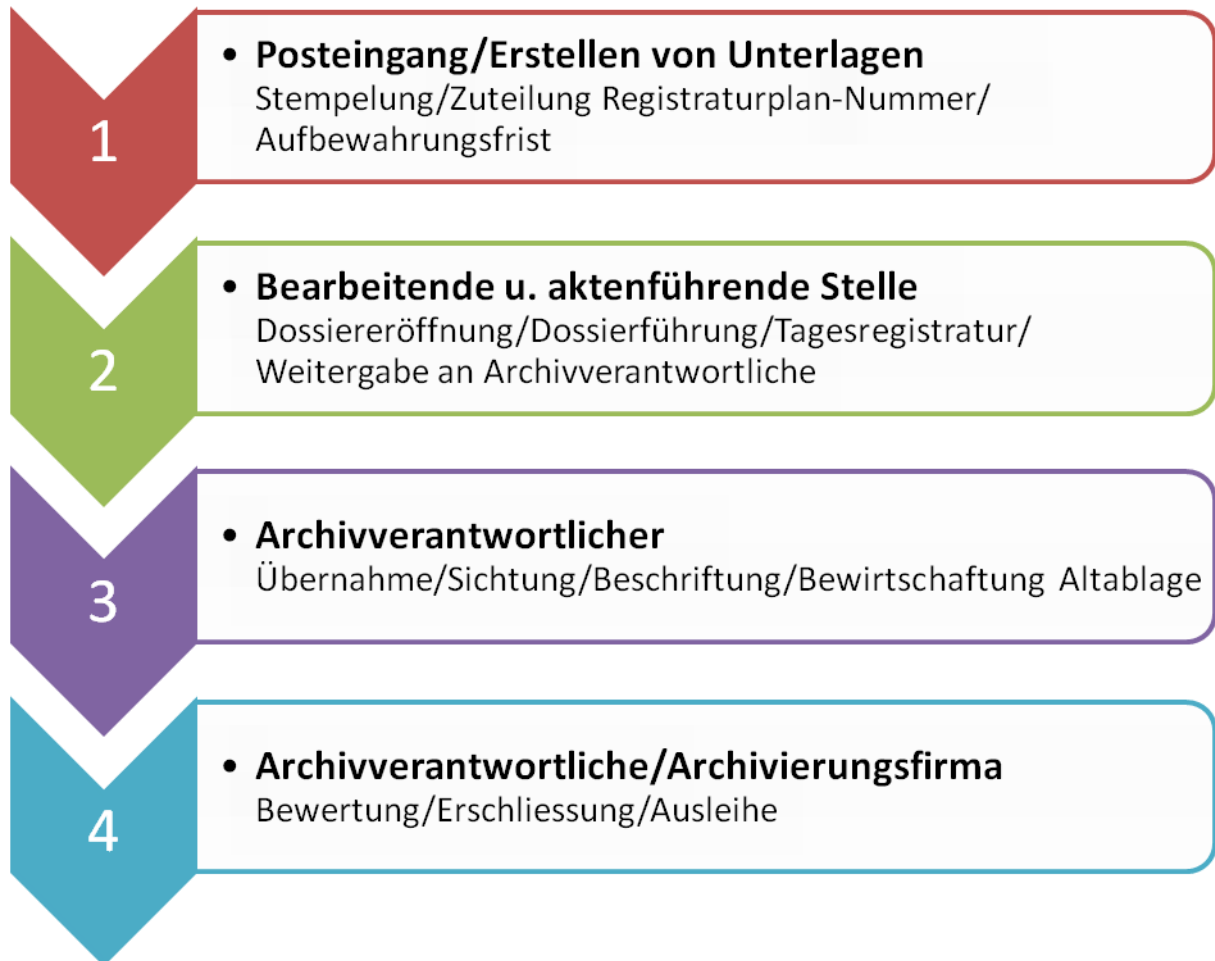 1
• Posteingang/Erstellen von Unterlagen
Stempelung/Zuteilung Registraturplan-Nummer/
Aufbewahrungsfrist
2
• Bearbeitende u. aktenführende Stelle
Dossiereröffnung/Dossierführung/Tagesregistratur/
Weitergabe an Archivverantwortliche
3
• Archivverantwortlicher
Übernahme/Sichtung/Beschriftung/Bewirtschaftung Altablage
4
• Archivverantwortliche/Archivierungsfirma
Bewertung/Erschliessung/Ausleihe